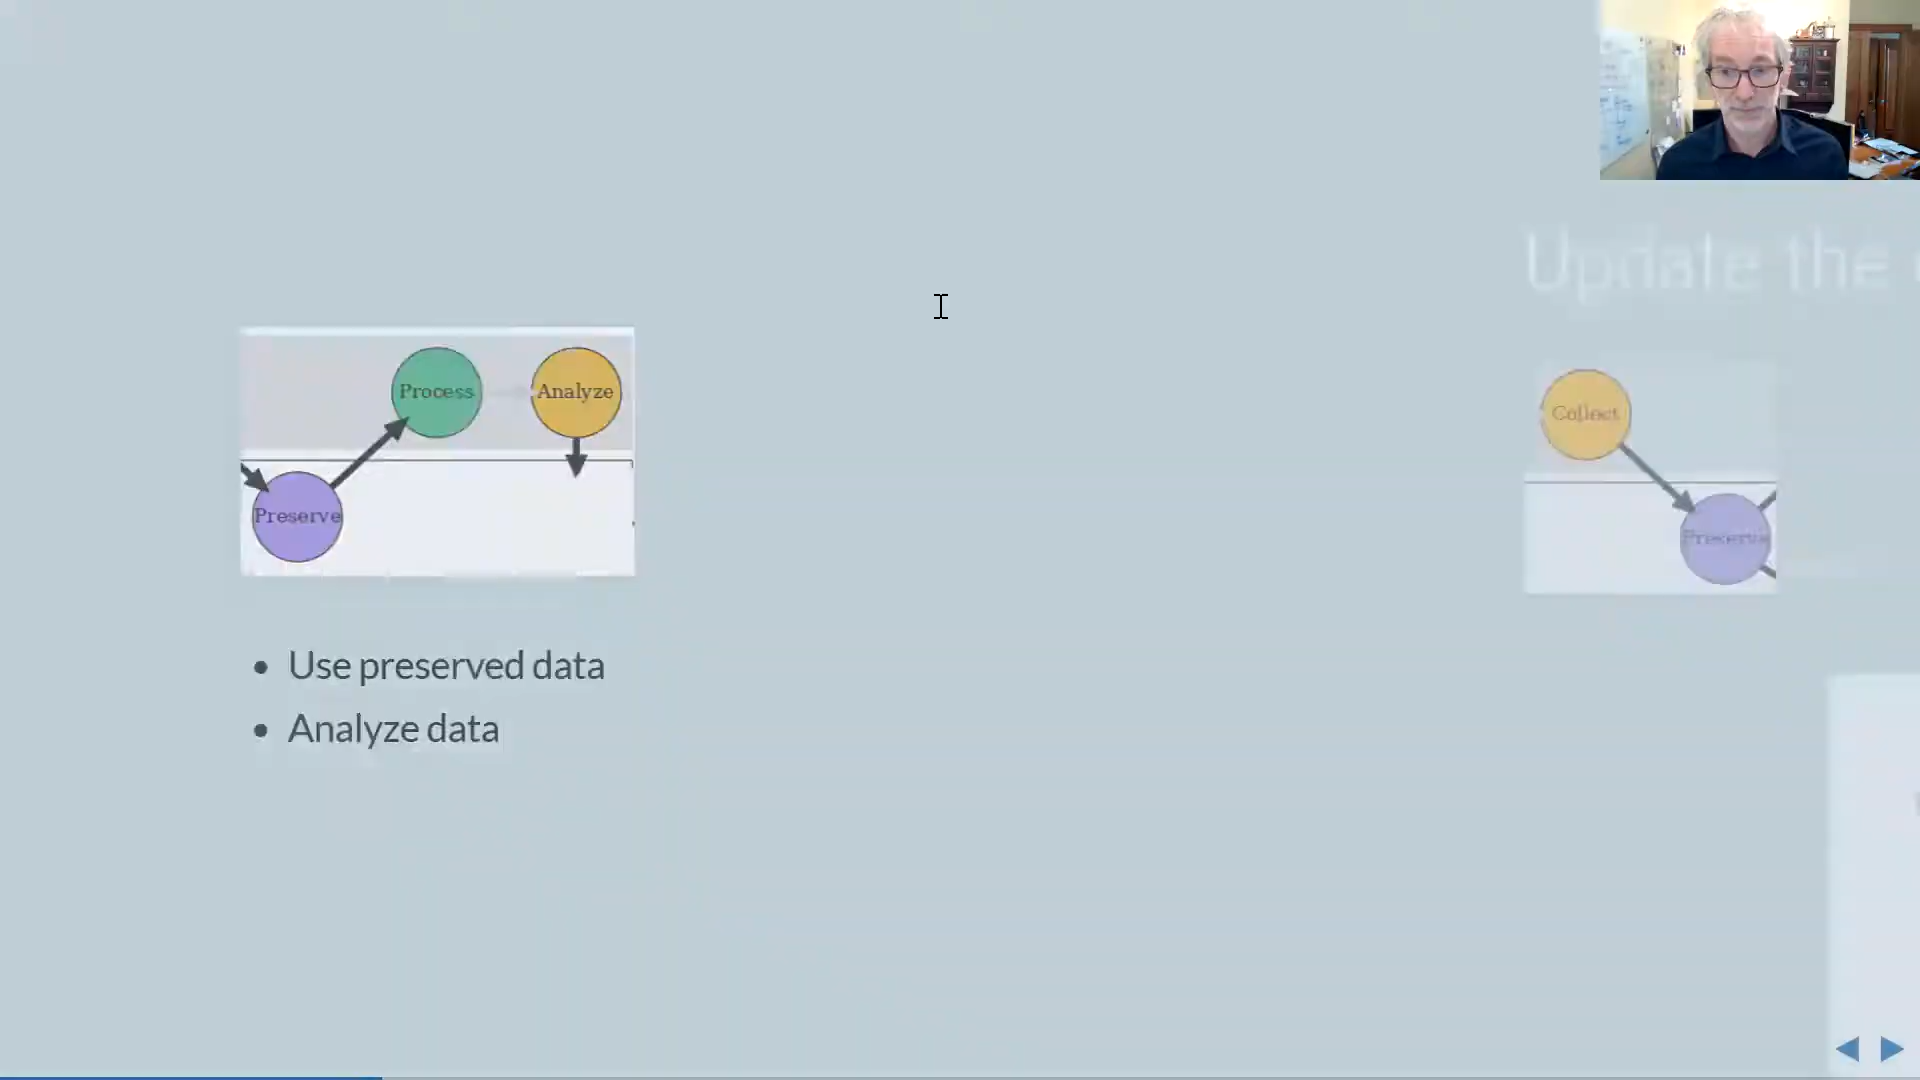 Update the
Process
Analyze
Collect
Preserve
Preserve
Use preserved data
Analyze data